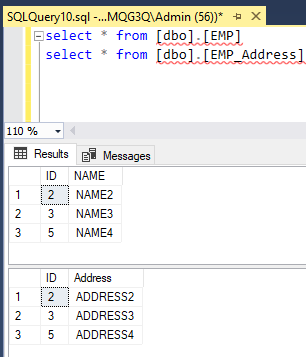 SQLQuery10.sql -...MQG3Q\Admin (56))*
select * from [dbo].[EMP]
select * from [dbo].[EMP_Address]
110 %
Results Messages
ID NAME
1 2 NAME2
2 3 NAME3
3 5 NAME4
ID Address
1 2 ADDRESS2
2 3 ADDRESS3
3 5 ADDRESS4